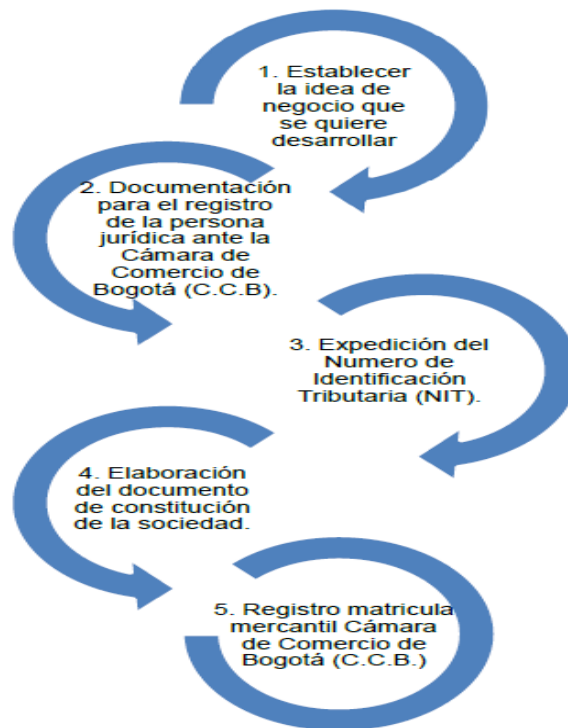 1. Establecer
la idea de
negocio que
se quiere
desarrollar
2. Documentación
para el registro
de la persona
jurídica ante la
Cámara de
Comercio de
Bogotá (C.C.B).
3. Expedición del
Numero de
Identificación
Tributaria (NIT).
4. Elaboración
del documento
de constitución
de la sociedad.
5. Registro matricula
mercantil Cámara
de Comercio de
Bogotá (C.C.B.)